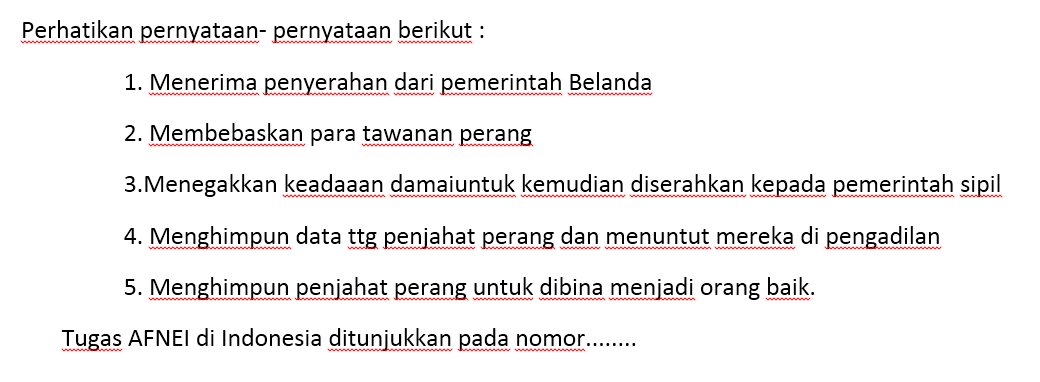 Perhatikan pernyataan- pernyataan berikut :
1. Menerima penyerahan dari pemerintah Belanda
2. Membebaskan para tawanan perang
3.Menegakkan keadaaan damaiuntuk kemudian diserahkan kepada pemerintah sipil
4. Menghimpun data ttg penjahat perang dan menuntut mereka di pengadilan
5. Menghimpun penjahat perang untuk dibina menjadi orang baik.
Tugas AFNEI di Indonesia ditunjukkan pada nomor........